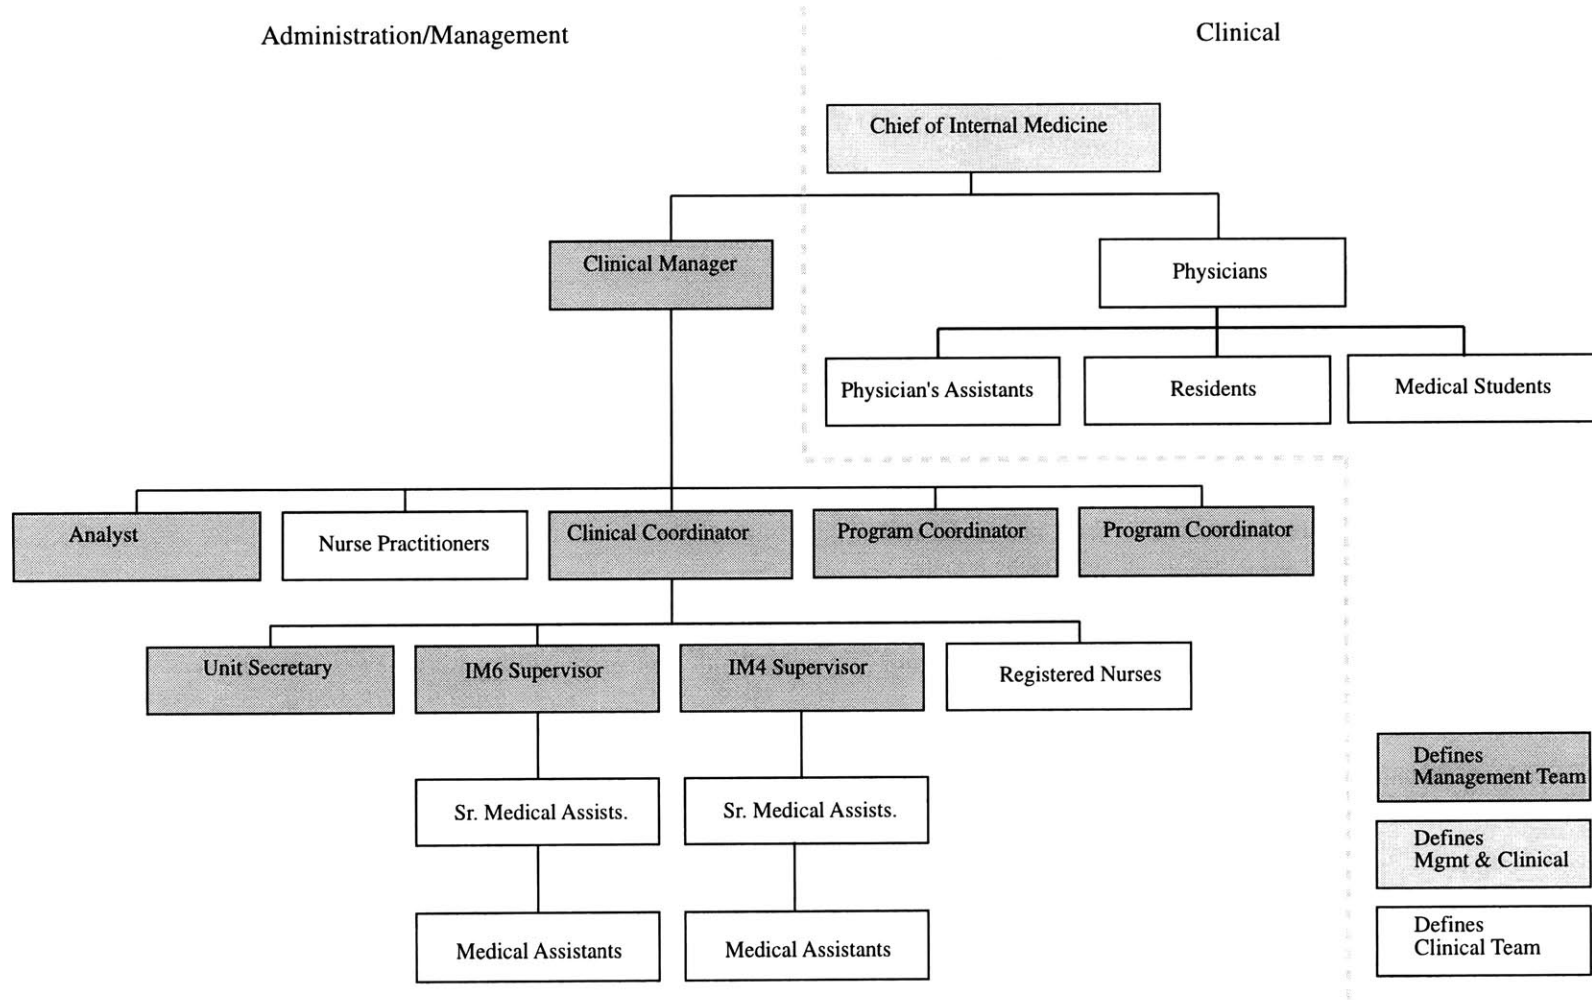 Administration/Management
Clinical
Chief of Internal Medicine
Clinical Manager
Physicians
Physician's Assistants
Residents
Medical Students
Analyst
Nurse Practitioners
Clinical Coordinator
Program Coordinator
Program Coordinator
Unit Secretary
IM6 Supervisor
IM4 Supervisor
Registered Nurses
Sr. Medical Assists.
Sr. Medical Assists.
Medical Assistants
Medical Assistants
Defines
Management Team
Defines
Mgmt & Clinical
Defines
Clinical Team